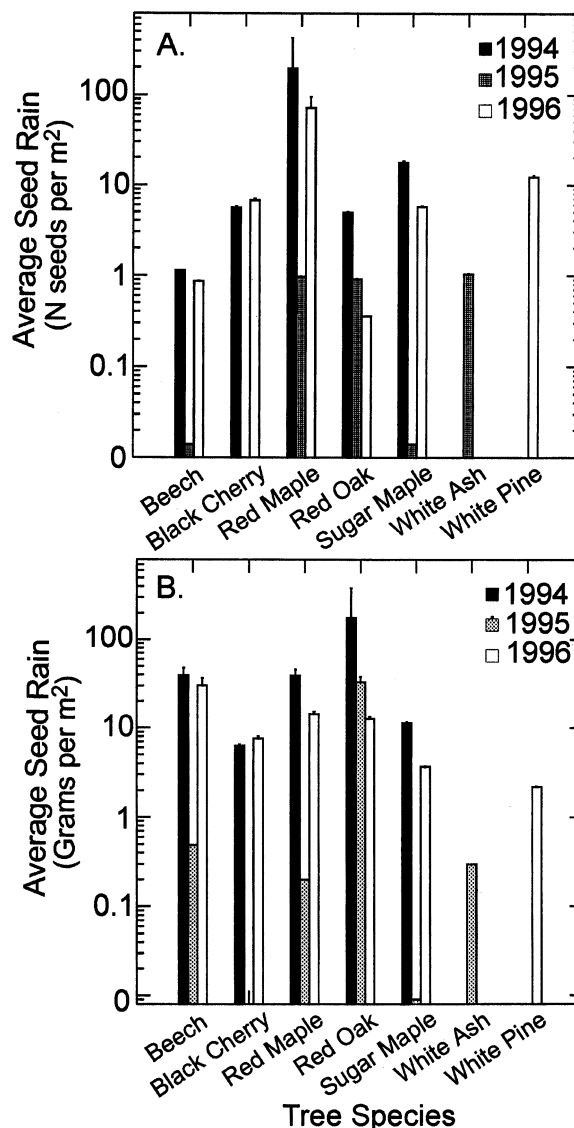 A.
1994
1995
1996
Average Seed Rain
(N seeds per m²)
100
10
1
0.1
0
Beech
Black Cherry
Red Maple
Red Oak
Sugar Maple
White Ash
White Pine
B.
1994
1995
1996
Average Seed Rain
(Grams per m²)
100
10
1
0.1
0
Beech
Black Cherry
Red Maple
Red Oak
Sugar Maple
White Ash
White Pine
Tree Species